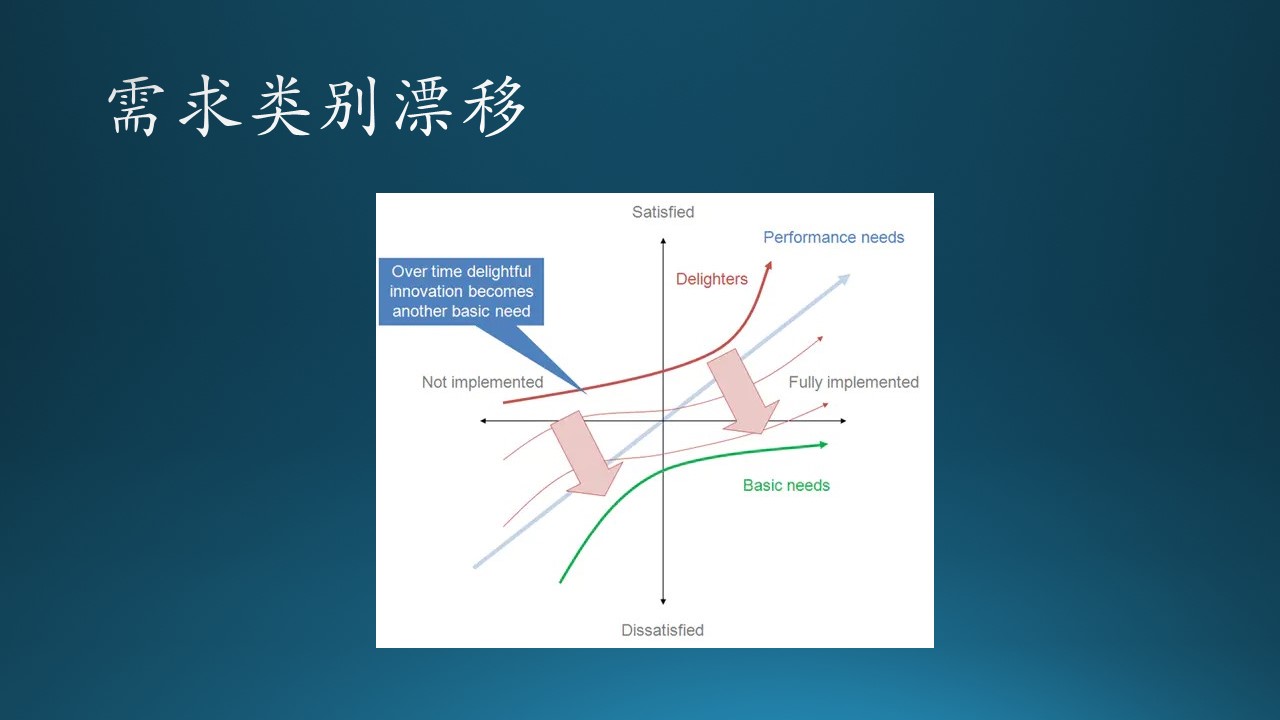 需求类别漂移
Satisfied
Performance needs
Over time delightful
innovation becomes
another basic need
Delighters
Not implemented
Fully implemented
Basic needs
Dissatisfied